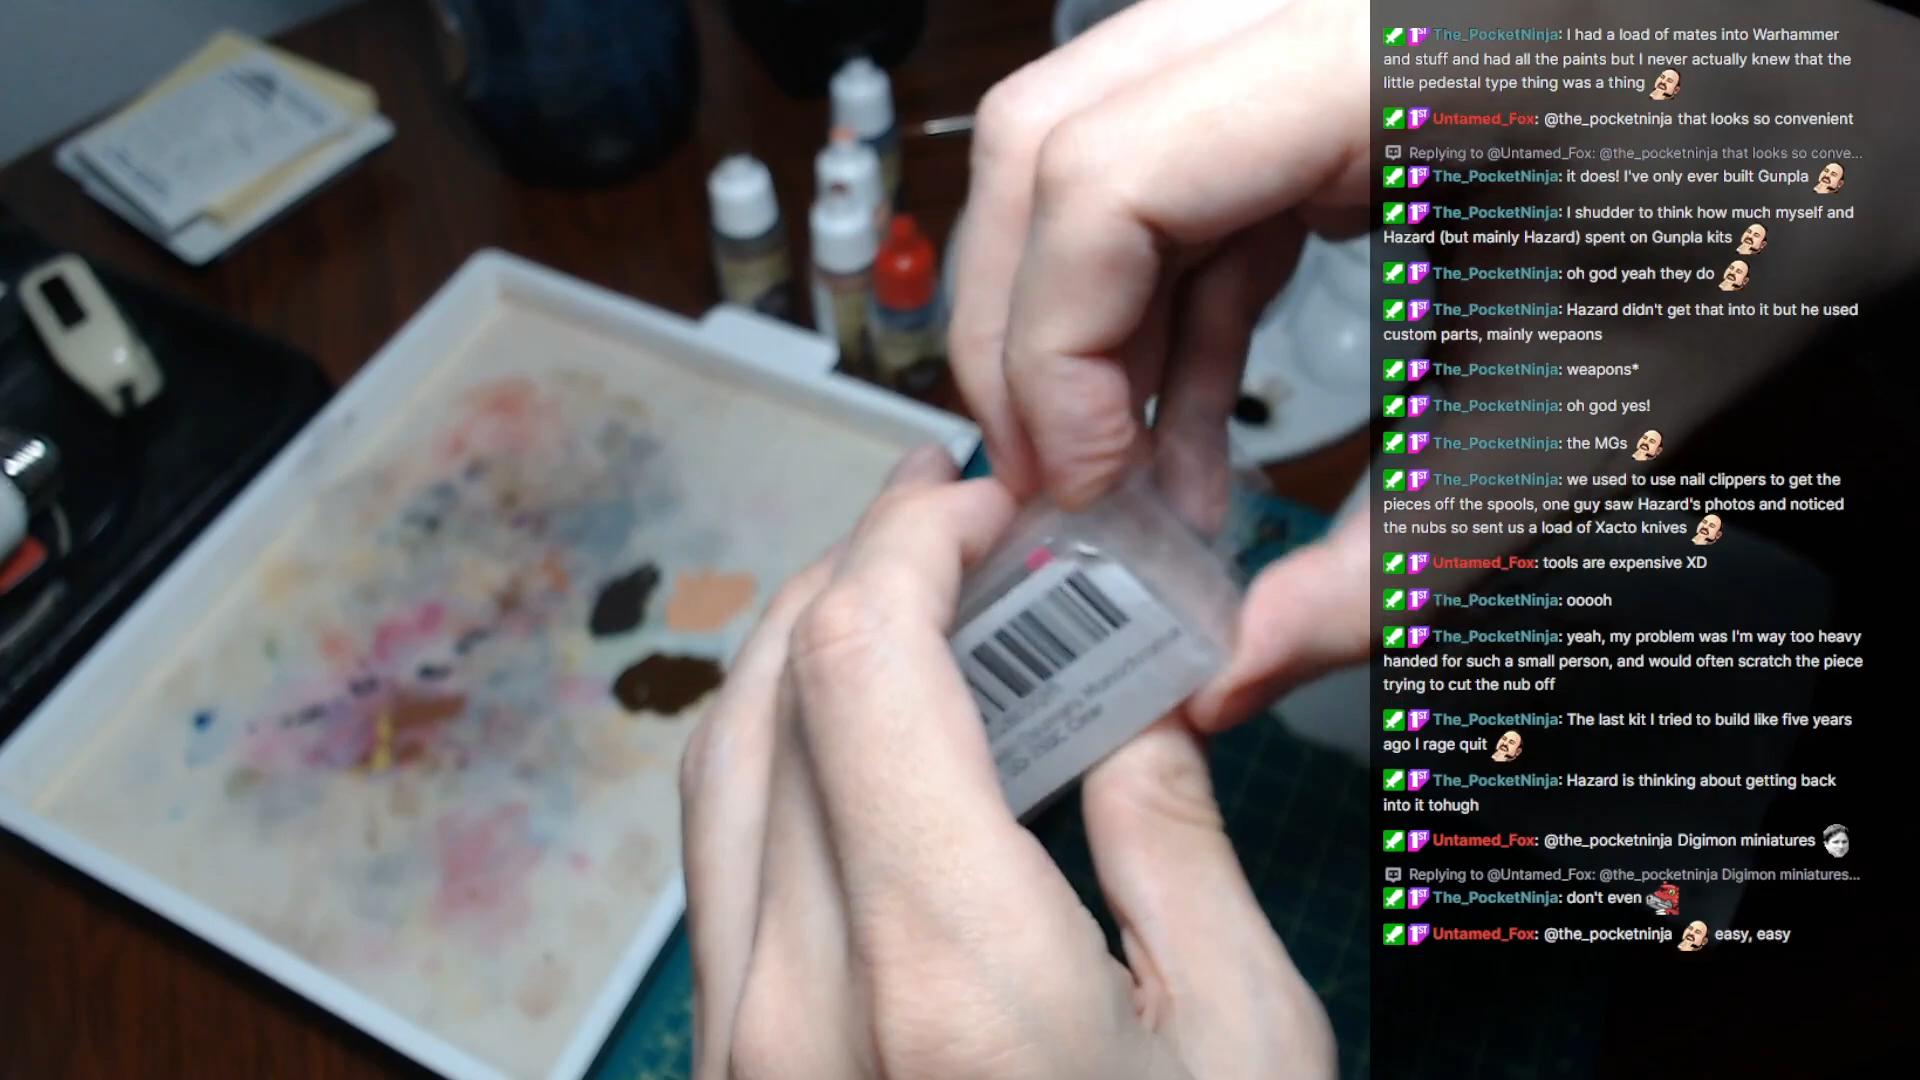 The_PocketNinja: I had a load of mates into Warhammer
and stuff and had all the paints but I never actually knew that the
little pedestal type thing was a thing
Untamed_Fox: @the_pocketninja that looks so convenient
Replying to @Untamed_Fox: @the_pocketninja that looks so conve...
The_PocketNinja: it does! I've only ever built Gunpla
The_PocketNinja: I shudder to think how much myself and
Hazard (but mainly Hazard) spent on Gunpla kits
The_PocketNinja: oh god yeah they do
The_PocketNinja: Hazard didn't get that into it but he used
custom parts, mainly wepaons
The_PocketNinja: weapons*
The_PocketNinja: oh god yes!
The_PocketNinja: the MGs
The_PocketNinja: we used to use nail clippers to get the
pieces off the spools, one guy saw Hazard's photos and noticed
the nubs so sent us a load of Xacto knives
Untamed_Fox: tools are expensive XD
The_PocketNinja: ooooh
The_PocketNinja: yeah, my problem was I'm way too heavy
handed for such a small person, and would often scratch the piece
trying to cut the nub off
The_PocketNinja: The last kit I tried to build like five years
ago I rage quit
The_PocketNinja: Hazard is thinking about getting back
into it tohugh
Untamed_Fox: @the_pocketninja Digimon miniatures
Replying to @Untamed_Fox: @the_pocketninja Digimon miniatures...
The_PocketNinja: don't even
Untamed_Fox: @the_pocketninja easy, easy